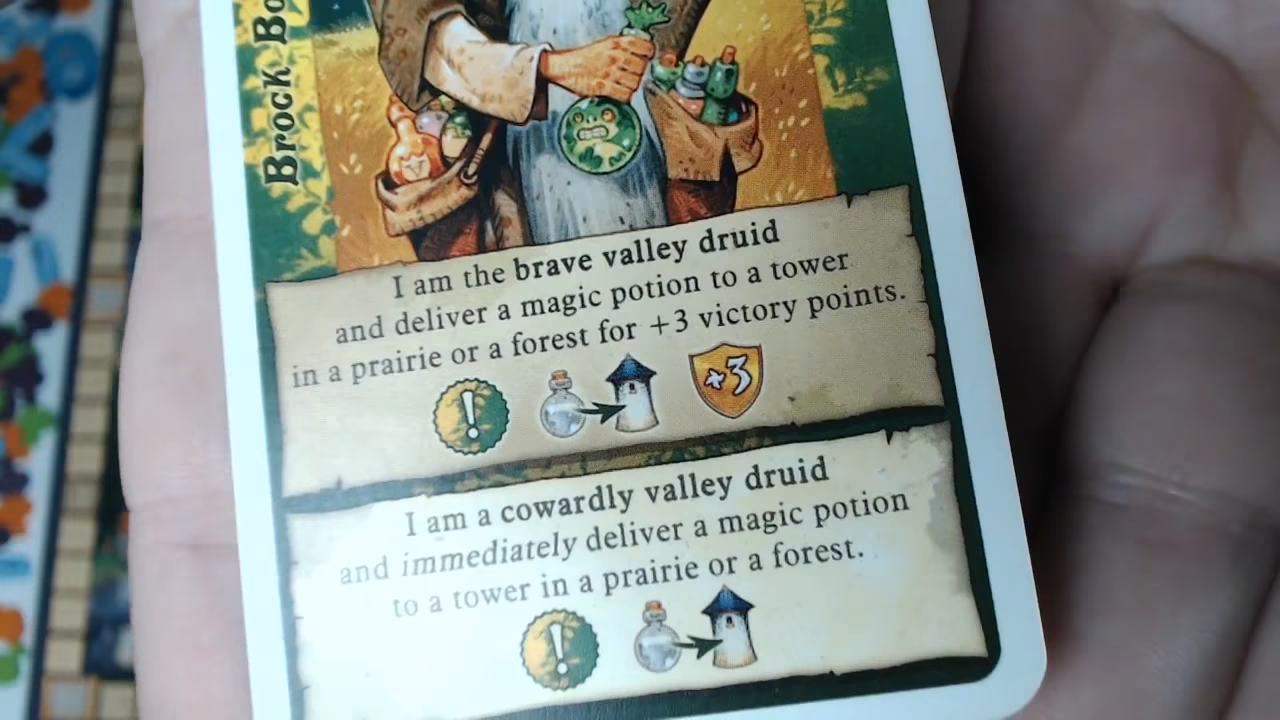 Brock
I am the brave valley druid
and deliver a magic potion to a tower
in a prairie or a forest for +3 victory points.
!
+3
I am a cowardly valley druid
and immediately deliver a magic potion
to a tower in a prairie or a forest.
!